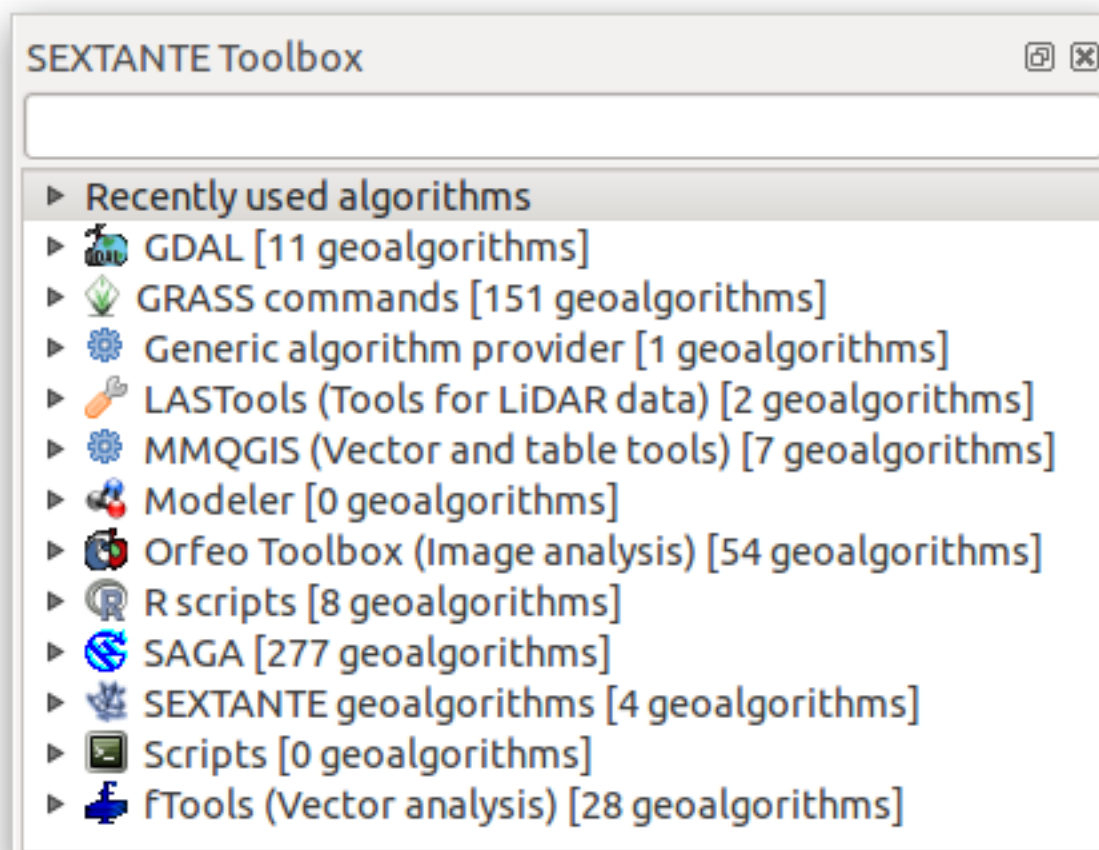 SEXTANTE Toolbox
Recently used algorithms
GDAL [11 geoalgorithms]
GRASS commands [151 geoalgorithms]
Generic algorithm provider [1 geoalgorithms]
LASTools (Tools for LiDAR data) [2 geoalgorithms]
MMQGIS (Vector and table tools) [7 geoalgorithms]
Modeler [0 geoalgorithms]
Orfeo Toolbox (Image analysis) [54 geoalgorithms]
R scripts [8 geoalgorithms]
SAGA [277 geoalgorithms]
SEXTANTE geoalgorithms [4 geoalgorithms]
Scripts [0 geoalgorithms]
fTools (Vector analysis) [28 geoalgorithms]